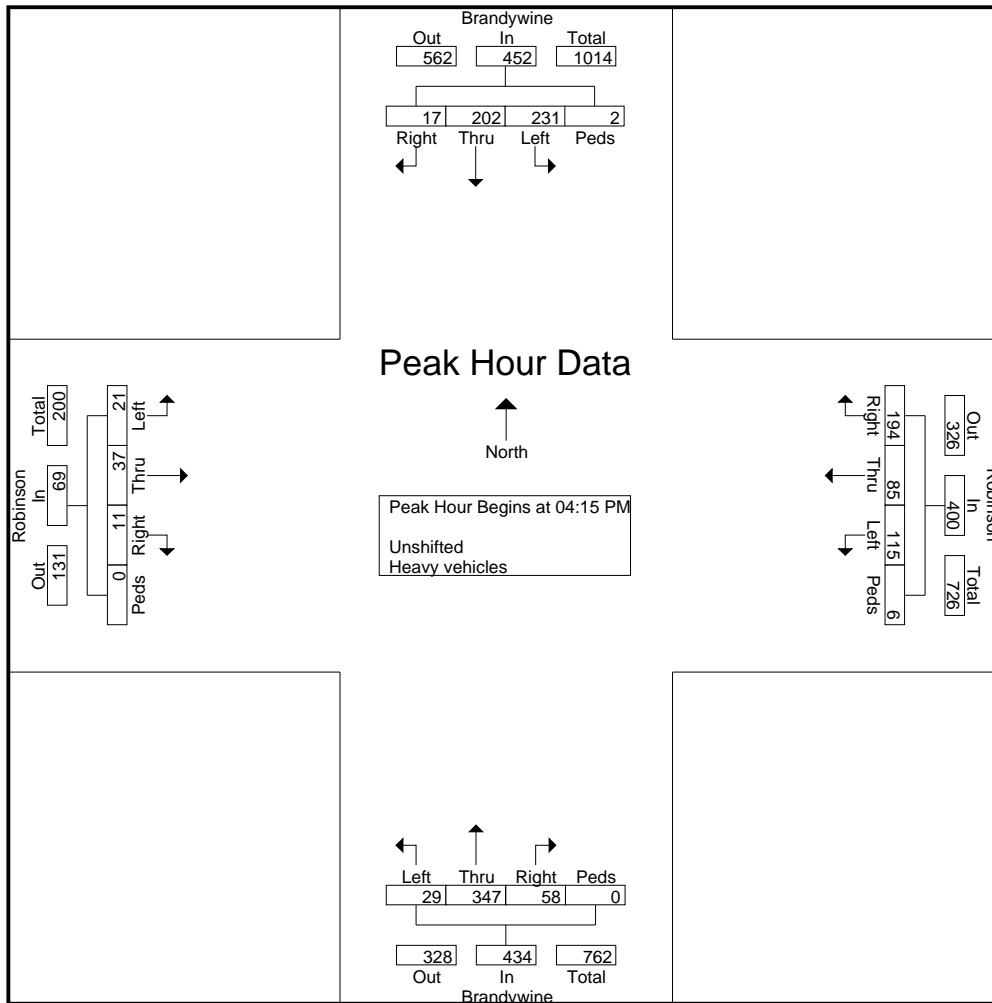 Brandywine
Out In Total
562 452 1014
17 202 231 2
Right Thru Left Peds
Peak Hour Data
North
Peak Hour Begins at 04:15 PM
Unshifted
Heavy vehicles
Robinson
Total In Out
200 69 131
21 37 11 0
Left Thru Right Peds
Robinson
Out In Total
326 400 726
194 85 115 6
Right Thru Left Peds
Left Thru Right Peds
29 347 58 0
328 434 762
Out In Total
Brandywine